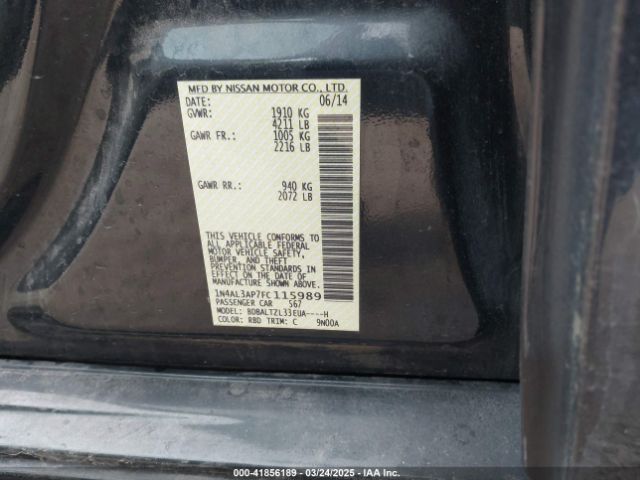 MFD BY NISSAN MOTOR CO., LTD.
DATE: 06/14
GVWR: 1910 KG
4211 LB
GAWR FR.: 1005 KG
2216 LB
GAWR RR.: 940 KG
2072 LB
THIS VEHICLE CONFORMS TO
ALL APPLICABLE FEDERAL
MOTOR VEHICLE SAFETY,
BUMPER, AND THEFT
PREVENTION STANDARDS
IN EFFECT ON THE DATE OF
MANUFACTURE SHOWN ABOVE.
1N4AL3AP7FC115989
PASSENGER CAR S67
MODEL: BDBALTZL33EUA----H
COLOR: RBD TRIM: C 9N00A
000-41856189 - 03/24/2025 - IAA Inc.